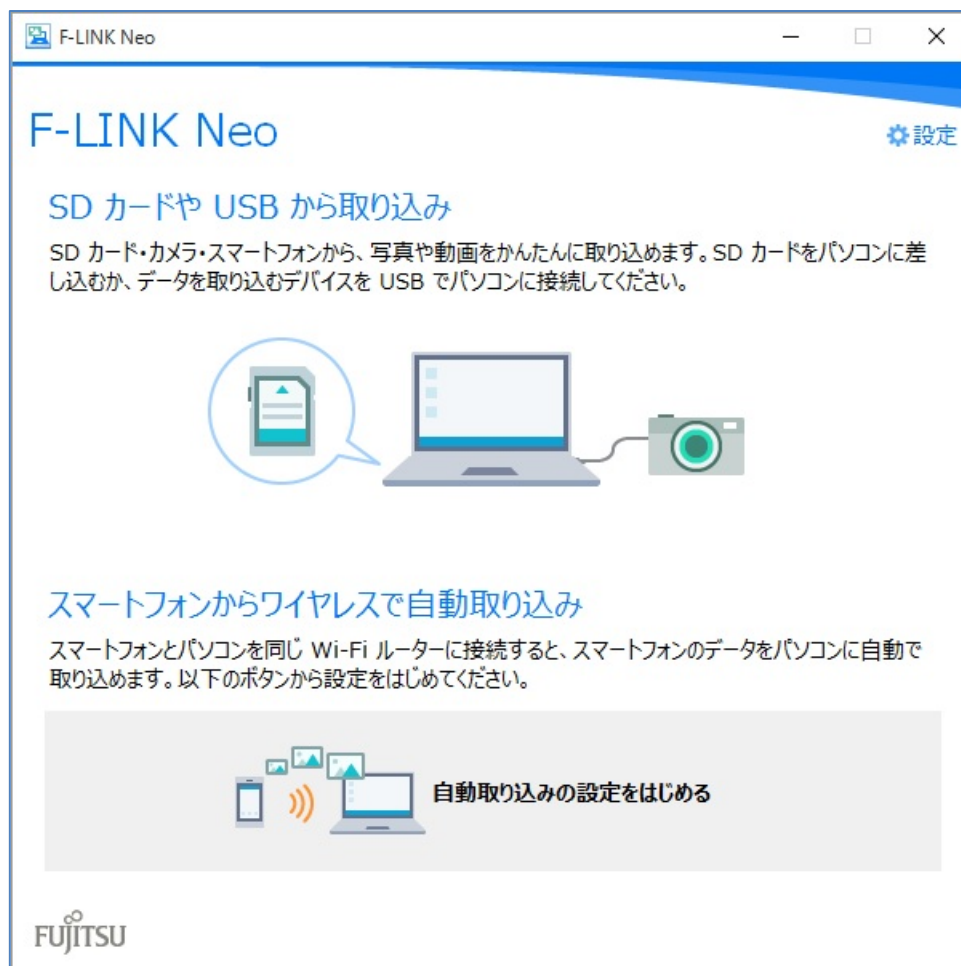 F-LINK Neo
F-LINK Neo
設定
SD カードや USB から取り込み
SD カード・カメラ・スマートフォンから、写真や動画をかんたんに取り込めます。SD カードをパソコンに差
し込むか、データを取り込むデバイスを USB でパソコンに接続してください。
スマートフォンからワイヤレスで自動取り込み
スマートフォンとパソコンを同じ Wi-Fi ルーターに接続すると、スマートフォンのデータをパソコンに自動で
取り込めます。以下のボタンから設定をはじめてください。
自動取り込みの設定をはじめる
FUJITSU